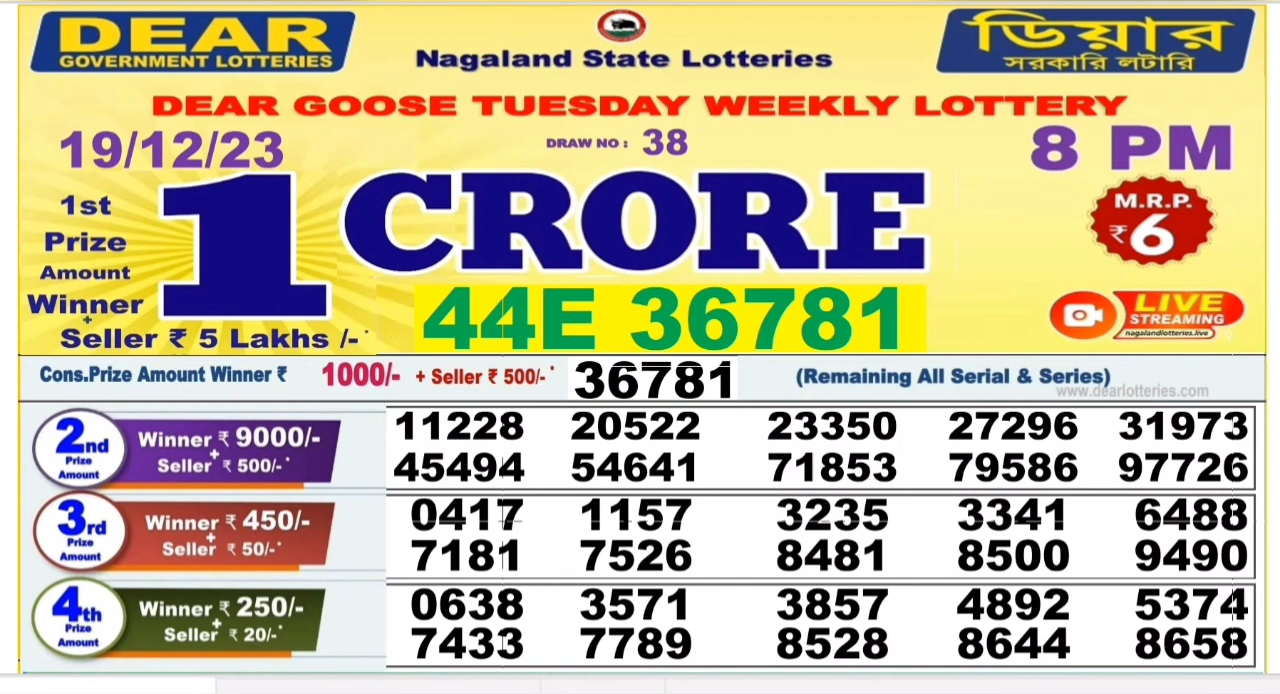 DEAR
GOVERNMENT LOTTERIES
Nagaland State Lotteries
ডিয়ার
সরকারি লটারি
DEAR GOOSE TUESDAY WEEKLY LOTTERY
19/12/23
DRAW NO : 38
8 PM
1st
Prize
Amount
Winner
+
Seller ₹ 5 Lakhs /-*
1 CRORE
M.R.P.
₹ 6
44E 36781
LIVE
STREAMING
nagalandlotteries.live
Cons.Prize Amount Winner ₹ 1000/- + Seller ₹ 500/-* 36781 (Remaining All Serial & Series)
www.dearlotteries.com
2nd
Prize
Amount
Winner ₹ 9000/-
+
Seller ₹ 500/-*
11228 20522 23350 27296 31973
45494 54641 71853 79586 97726
3rd
Prize
Amount
Winner ₹ 450/-
+
Seller ₹ 50/-*
0417 1157 3235 3341 6488
7181 7526 8481 8500 9490
4th
Prize
Amount
Winner ₹ 250/-
+
Seller ₹ 20/-*
0638 3571 3857 4892 5374
7433 7789 8528 8644 8658